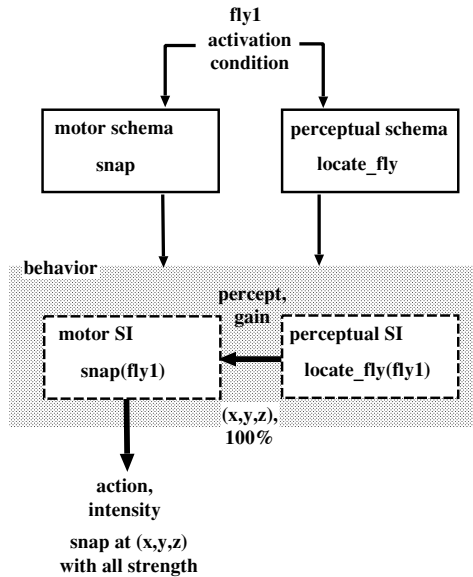 fly1
activation
condition
motor schema
snap
perceptual schema
locate_fly
behavior
percept,
gain
motor SI
snap(fly1)
perceptual SI
locate_fly(fly1)
(x,y,z),
100%
action,
intensity
snap at (x,y,z)
with all strength